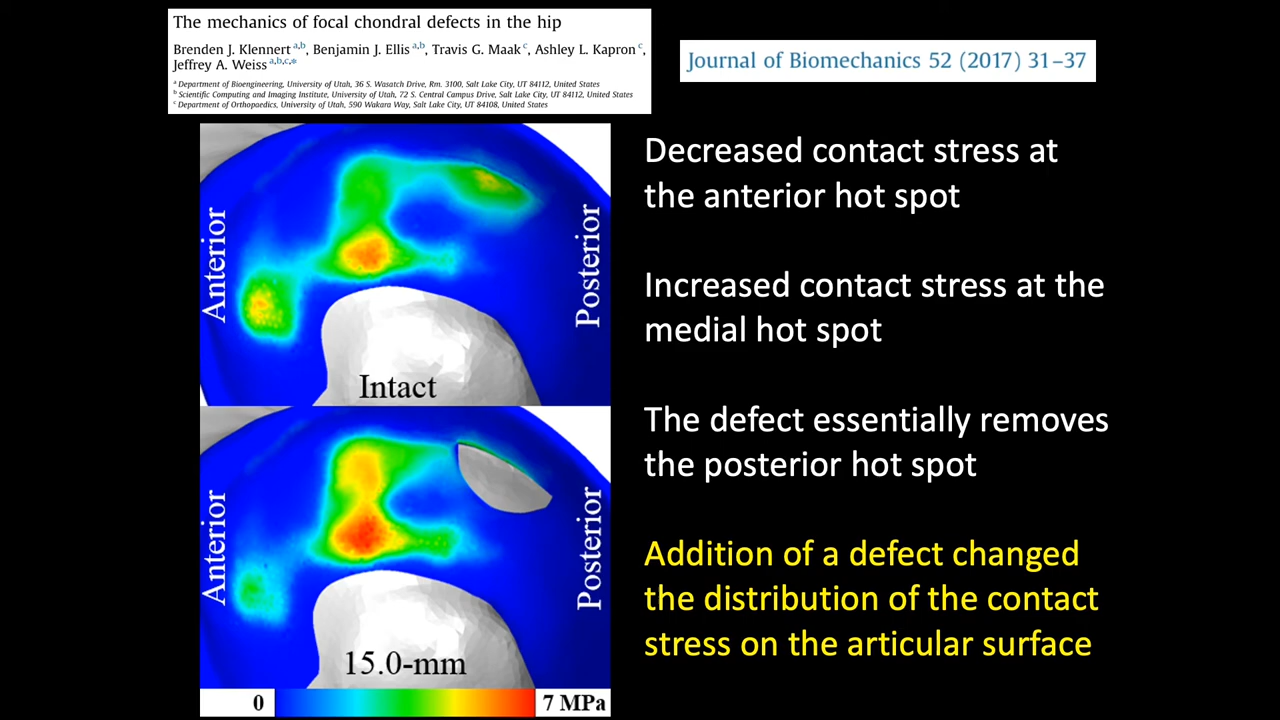 The mechanics of focal chondral defects in the hip
Brenden J. Klennert a,b, Benjamin J. Ellis a,b, Travis G. Maak c, Ashley L. Kapron c,
Jeffrey A. Weiss a,b,c,*
a Department of Bioengineering, University of Utah, 36 S. Wasatch Drive, Rm. 3100, Salt Lake City, UT 84112, United States
b Scientific Computing and Imaging Institute, University of Utah, 72 S. Central Campus Drive, Salt Lake City, UT 84112, United States
c Department of Orthopaedics, University of Utah, 590 Wakara Way, Salt Lake City, UT 84108, United States
Journal of Biomechanics 52 (2017) 31–37
Anterior
Posterior
Intact
Anterior
Posterior
15.0-mm
0
7 MPa
Decreased contact stress at
the anterior hot spot
Increased contact stress at the
medial hot spot
The defect essentially removes
the posterior hot spot
Addition of a defect changed
the distribution of the contact
stress on the articular surface